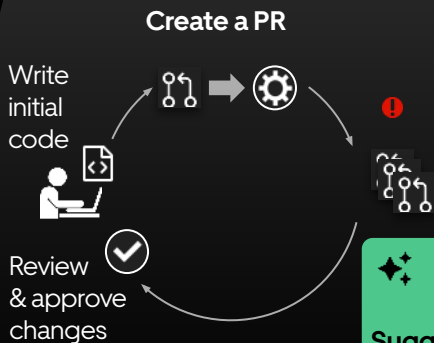 Create a PR
Write
initial
code
Review
& approve
changes